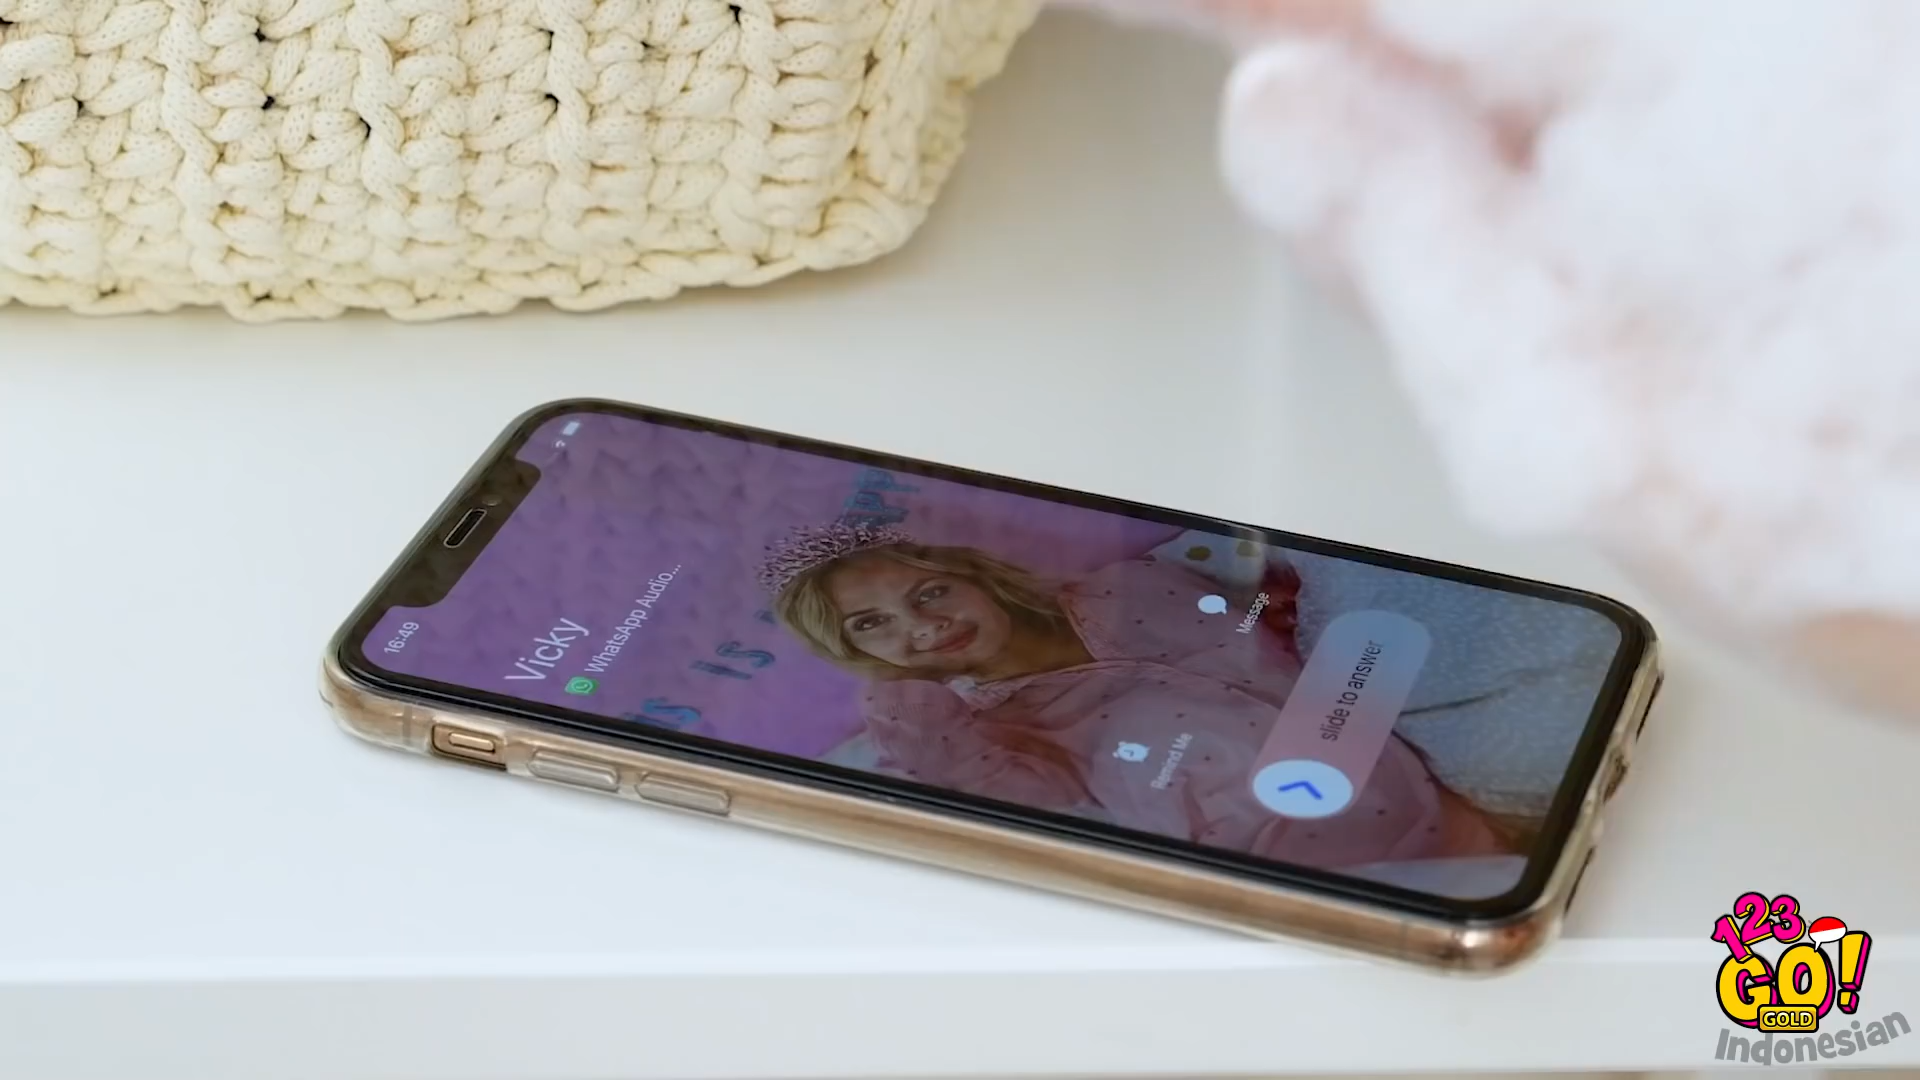 16:49
Vicky
WhatsApp Audio...
Message
Remind Me
slide to answer
123
GO!
GOLD
Indonesian